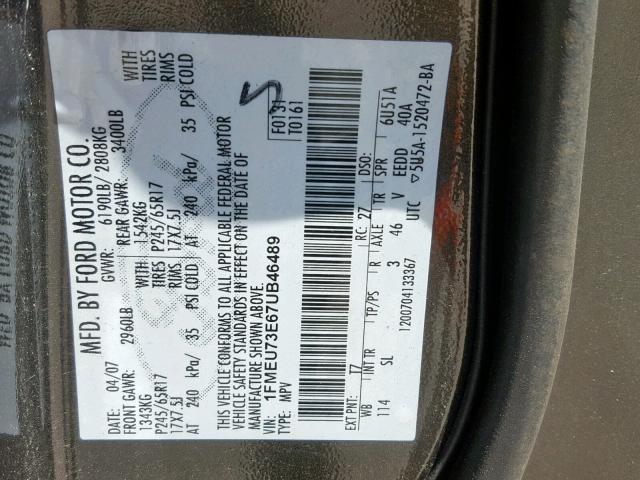 MFD. BY FORD MOTOR CO.
DATE: 04/07 GVWR: 6190LB/ 2808KG
FRONT GAWR: 2960LB REAR GAWR: 3400LB
1343KG WITH 1542KG WITH
P245/65R17 TIRES P245/65R17 TIRES
17X7.5J RIMS 17X7.5J RIMS
AT 240 kPa/ 35 PSI COLD AT 240 kPa/ 35 PSI COLD
THIS VEHICLE CONFORMS TO ALL APPLICABLE FEDERAL MOTOR
VEHICLE SAFETY STANDARDS IN EFFECT ON THE DATE OF
MANUFACTURE SHOWN ABOVE.
VIN: 1FMEU73E67UB46489 F0131
TYPE: MPV T0161
EXT PNT: T7 RC: 27 DSO:
WB INT TR TP/PS R AXLE TR SPR 6U51A
114 SL 3 46 V EEDD 40A
1200704133367 UTC ▽5U5A-1520472-BA